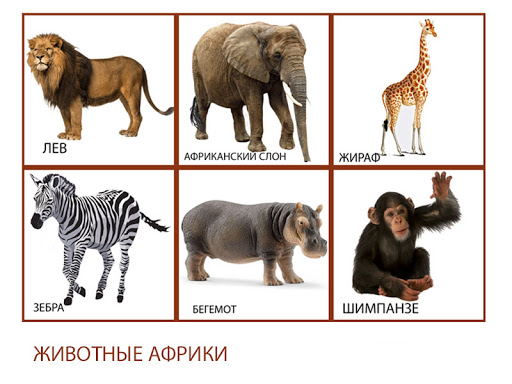 ЛЕВ
АФРИКАНСКИЙ СЛОН
ЖИРАФ
ЗЕБРА
БЕГЕМОТ
ШИМПАНЗЕ
ЖИВОТНЫЕ АФРИКИ